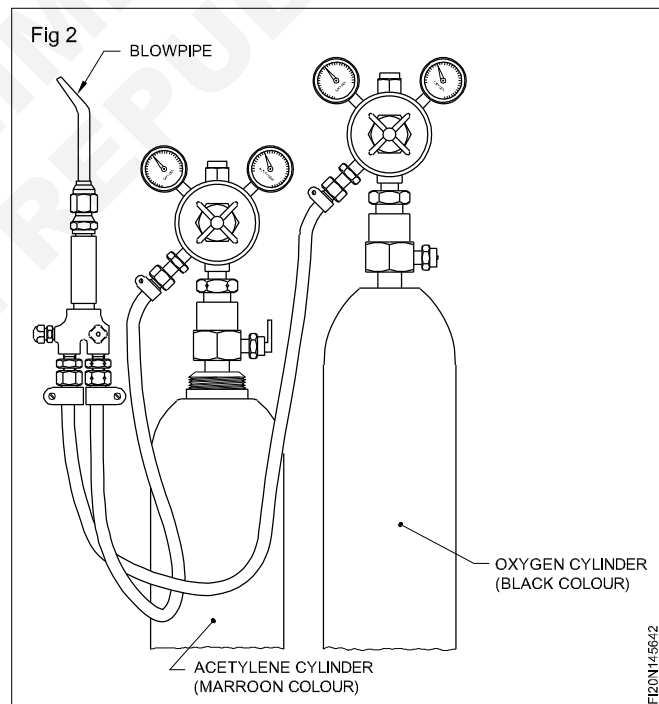 Fig 2
BLOWPIPE
OXYGEN CYLINDER
(BLACK COLOUR)
ACETYLENE CYLINDER
(MARROON COLOUR)
FI20N145642